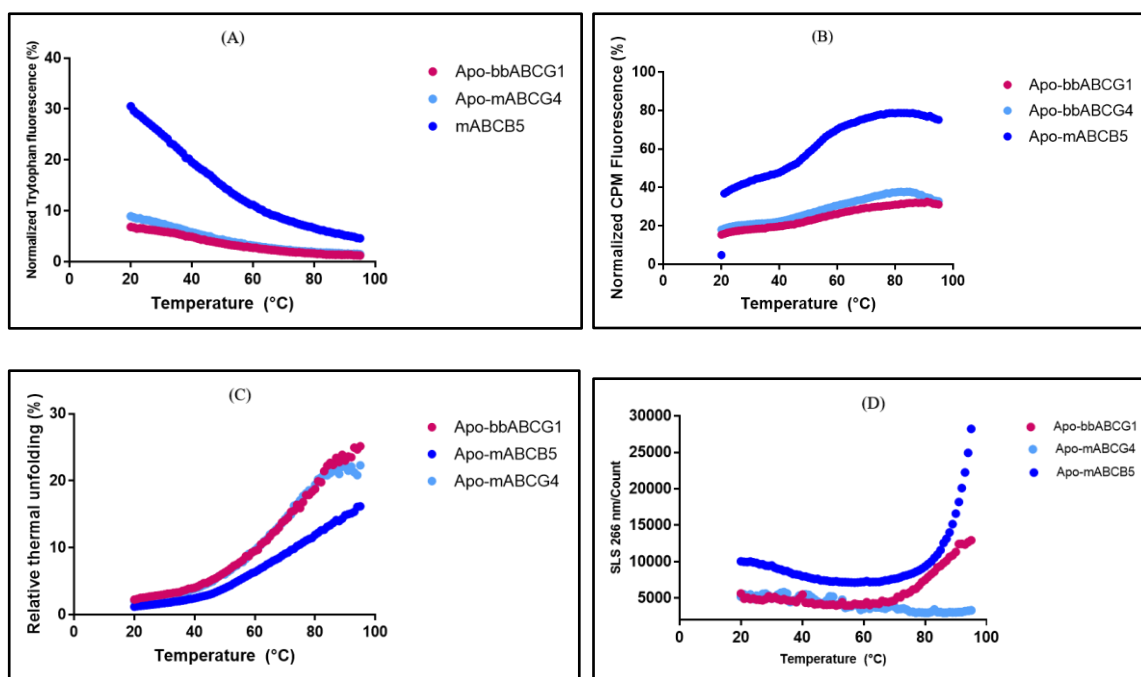 (A)
Normalized Trytophan fluorescence (%)
40
30
20
10
0
0 20 40 60 80 100
Temperature (°C)
Apo-bbABCG1
Apo-mABCG4
mABCB5
(B)
Normalized CPM Fluorescence (%)
100
80
60
40
20
0
0 20 40 60 80 100
Temperature (°C)
Apo-bbABCG1
Apo-bbABCG4
Apo-mABCB5
(C)
Relative thermal unfolding (%)
30
20
10
0
0 20 40 60 80 100
Temperature (°C)
Apo-bbABCG1
Apo-mABCB5
Apo-mABCG4
(D)
SLS 266 nm/Count
30000
25000
20000
15000
10000
5000
0 20 40 60 80 100
Temperature (°C)
Apo-bbABCG1
Apo-mABCG4
Apo-mABCB5